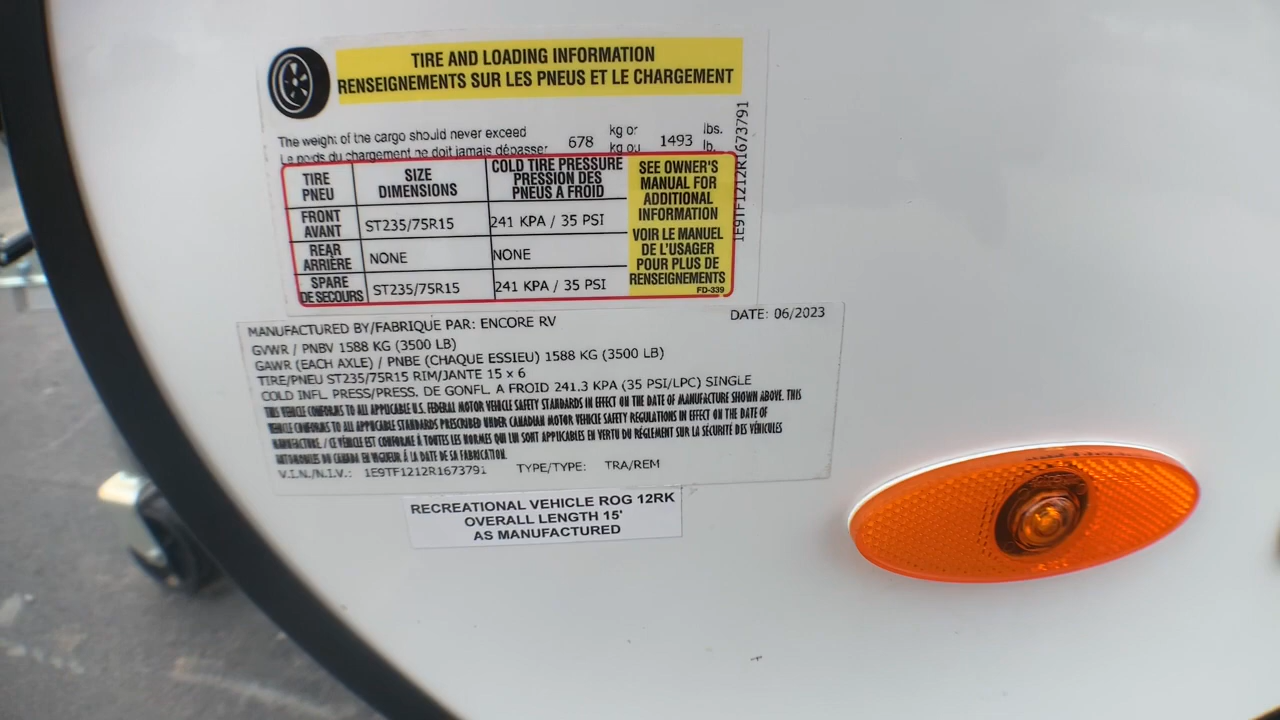 TIRE AND LOADING INFORMATION
RENSEIGNEMENTS SUR LES PNEUS ET LE CHARGEMENT
The weight of the cargo should never exceed 678 kg or 1493 lbs.
Le poids du chargement ne doit jamais dépasser kg ou lb.
TIRE PNEU
SIZE DIMENSIONS
COLD TIRE PRESSURE PRESSION DES PNEUS A FROID
FRONT AVANT
ST235/75R15
241 KPA / 35 PSI
REAR ARRIÈRE
NONE
NONE
SPARE DE SECOURS
ST235/75R15
241 KPA / 35 PSI
SEE OWNER'S
MANUAL FOR
ADDITIONAL
INFORMATION
VOIR LE MANUEL
DE L'USAGER
POUR PLUS DE
RENSEIGNEMENTS
FD-339
1E9TF1212R1673791
MANUFACTURED BY/FABRIQUE PAR: ENCORE RV DATE: 06/2023
GVWR / PNBV 1588 KG (3500 LB)
GAWR (EACH AXLE) / PNBE (CHAQUE ESSIEU) 1588 KG (3500 LB)
TIRE/PNEU ST235/75R15 RIM/JANTE 15 x 6
COLD INFL. PRESS/PRESS. DE GONFL. A FROID 241.3 KPA (35 PSI/LPC) SINGLE
THIS VEHICLE CONFORMS TO ALL APPLICABLE U.S. FEDERAL MOTOR VEHICLE SAFETY STANDARDS IN EFFECT ON THE DATE OF MANUFACTURE SHOWN ABOVE. THIS
VEHICLE CONFORMS TO ALL APPLICABLE STANDARDS PRESCRIBED UNDER CANADIAN MOTOR VEHICLE SAFETY REGULATIONS IN EFFECT ON THE DATE OF
MANUFACTURE. / CE VÉHICLE EST CONFORME À TOUTES LES NORMES QUI LUI SONT APPLICABLES EN VERTU DU RÉGLEMENT SUR LA SÉCURITÉ DES VÉHICULES
AUTOMOBILES DU CANADA EN VIGUEUR À LA DATE DE SA FABRICATION.
V.I.N./N.I.V.: 1E9TF1212R1673791 TYPE/TYPE: TRA/REM
RECREATIONAL VEHICLE ROG 12RK
OVERALL LENGTH 15'
AS MANUFACTURED